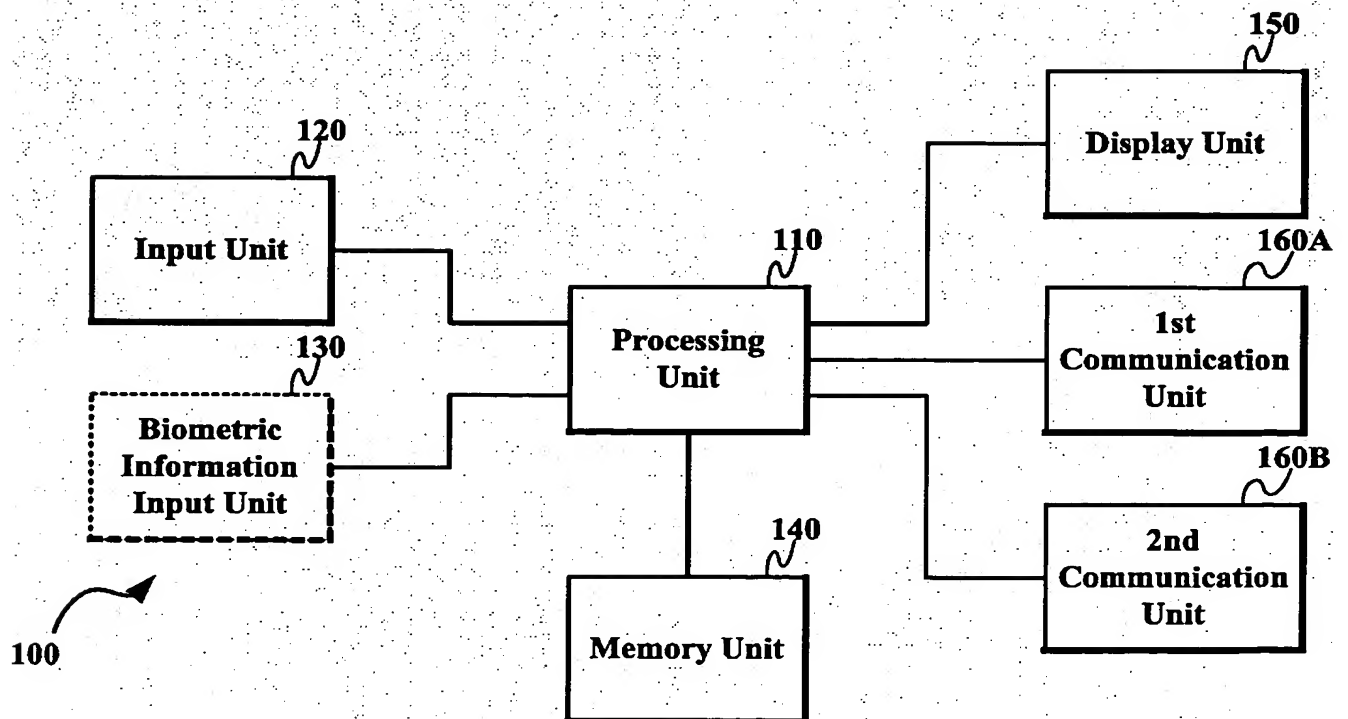 150
Display Unit
120
Input Unit
110
Processing
Unit
160A
1st
Communication
Unit
130
Biometric
Information
Input Unit
160B
2nd
Communication
Unit
140
Memory Unit
100